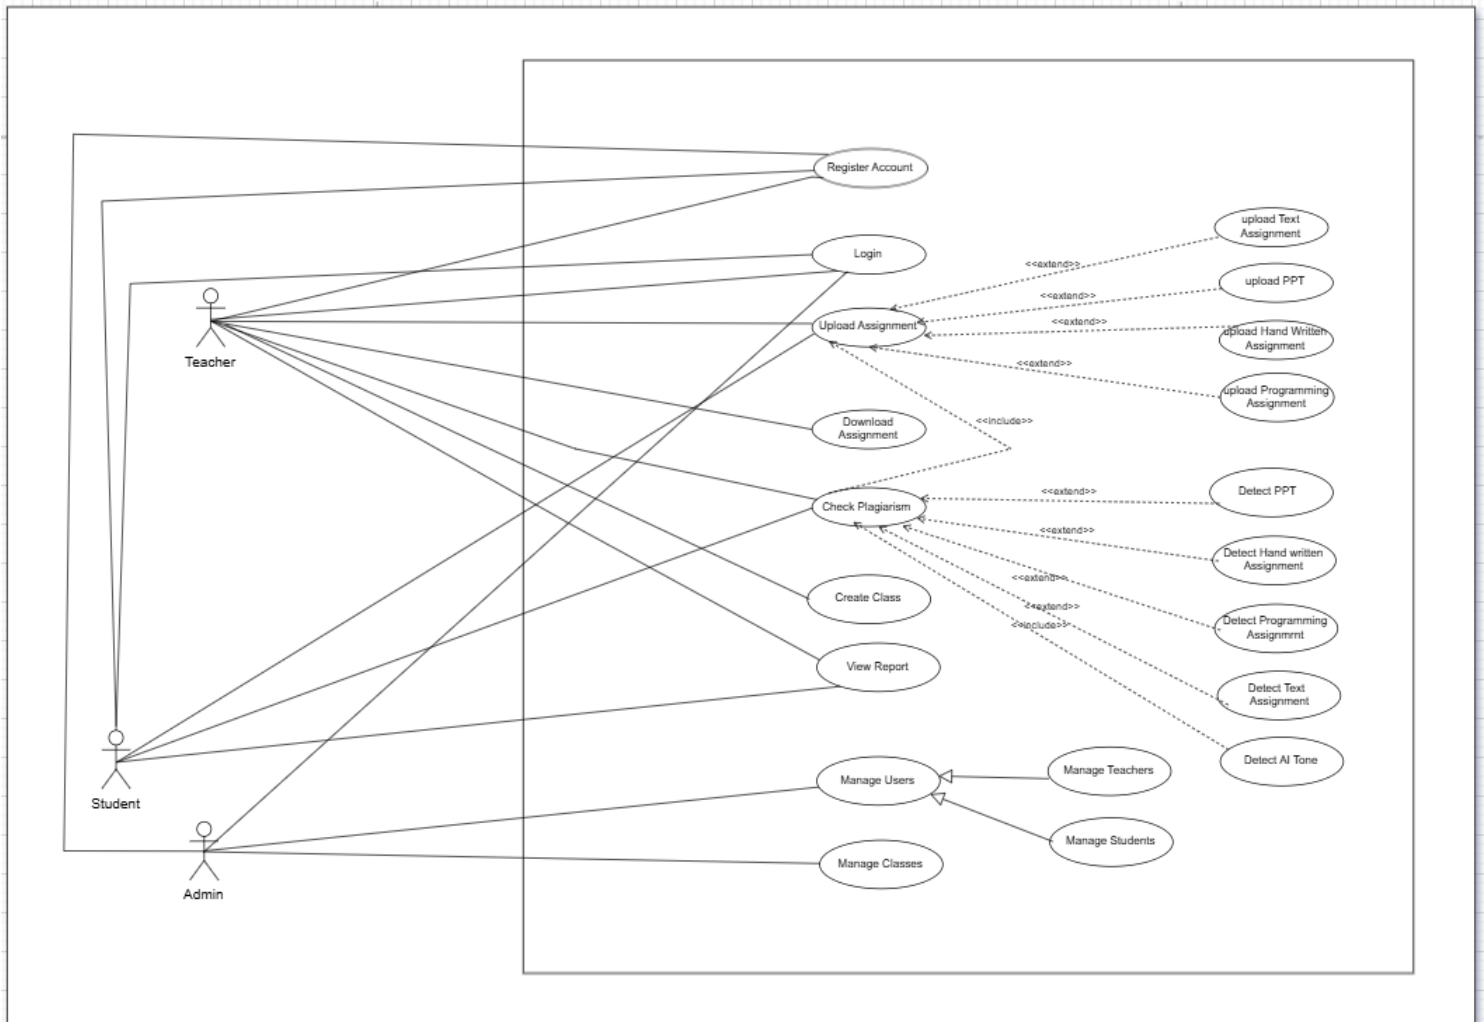 Register Account
Login
upload Text
Assignment
<<extend>>
upload PPT
<<extend>>
Teacher
Upload Assignment
<<extend>>
upload Hand Written
Assignment
<<extend>>
upload Programming
Assignment
Download
Assignment
<<include>>
Check Plagiarism
<<extend>>
Detect PPT
<<extend>>
Detect Hand written
Assignment
<<extend>>
Create Class
<<extend>>
<<include>>
Detect Programming
Assignmrnt
View Report
Detect Text
Assignment
Detect AI Tone
Student
Manage Users
Manage Teachers
Manage Students
Manage Classes
Admin